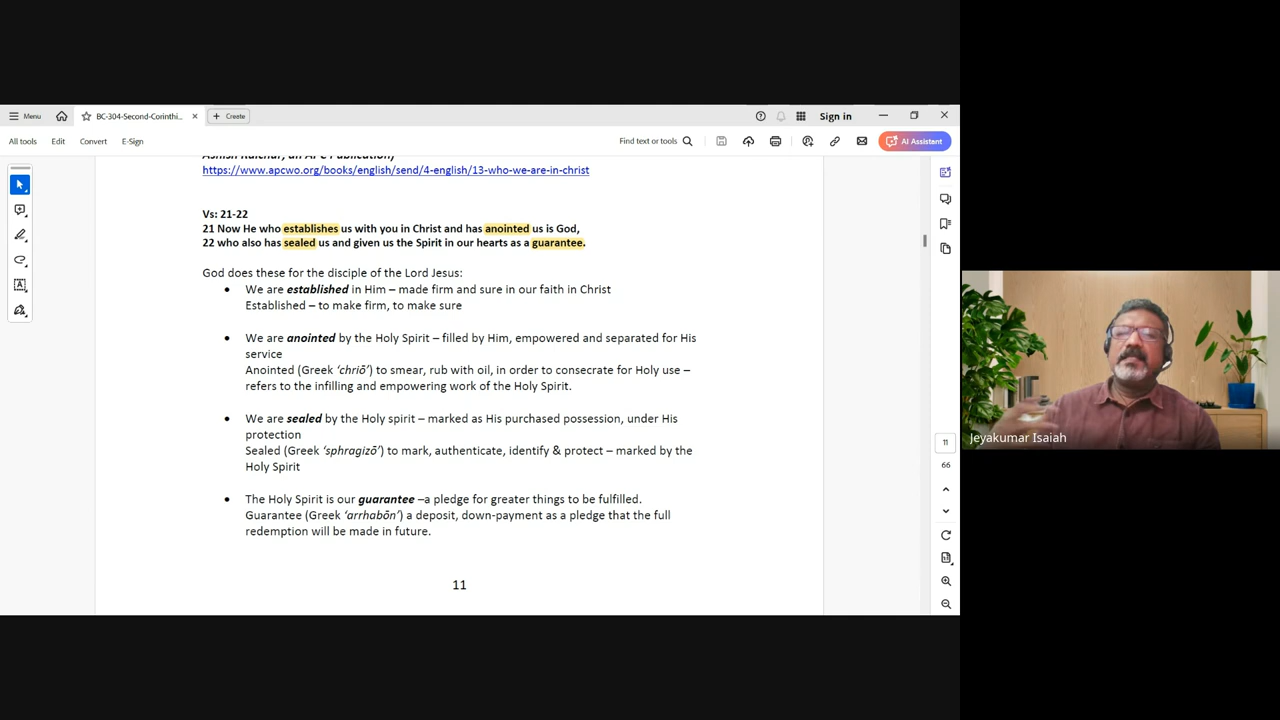 Menu
BC-304-Second-Corinthi...
Create
Sign in
All tools
Edit
Convert
E-Sign
Find text or tools
AI Assistant
Ashish Raichur, an APC Publication)
https://www.apcwo.org/books/english/send/4-english/13-who-we-are-in-christ
Vs: 21-22
21 Now He who establishes us with you in Christ and has anointed us is God,
22 who also has sealed us and given us the Spirit in our hearts as a guarantee.
God does these for the disciple of the Lord Jesus:
• We are established in Him – made firm and sure in our faith in Christ
Established – to make firm, to make sure
• We are anointed by the Holy Spirit – filled by Him, empowered and separated for His
service
Anointed (Greek ‘chriō’) to smear, rub with oil, in order to consecrate for Holy use –
refers to the infilling and empowering work of the Holy Spirit.
• We are sealed by the Holy spirit – marked as His purchased possession, under His
protection
Sealed (Greek ‘sphragizō’) to mark, authenticate, identify & protect – marked by the
Holy Spirit
• The Holy Spirit is our guarantee –a pledge for greater things to be fulfilled.
Guarantee (Greek ‘arrhabōn’) a deposit, down-payment as a pledge that the full
redemption will be made in future.
11
11
66
Jeyakumar Isaiah